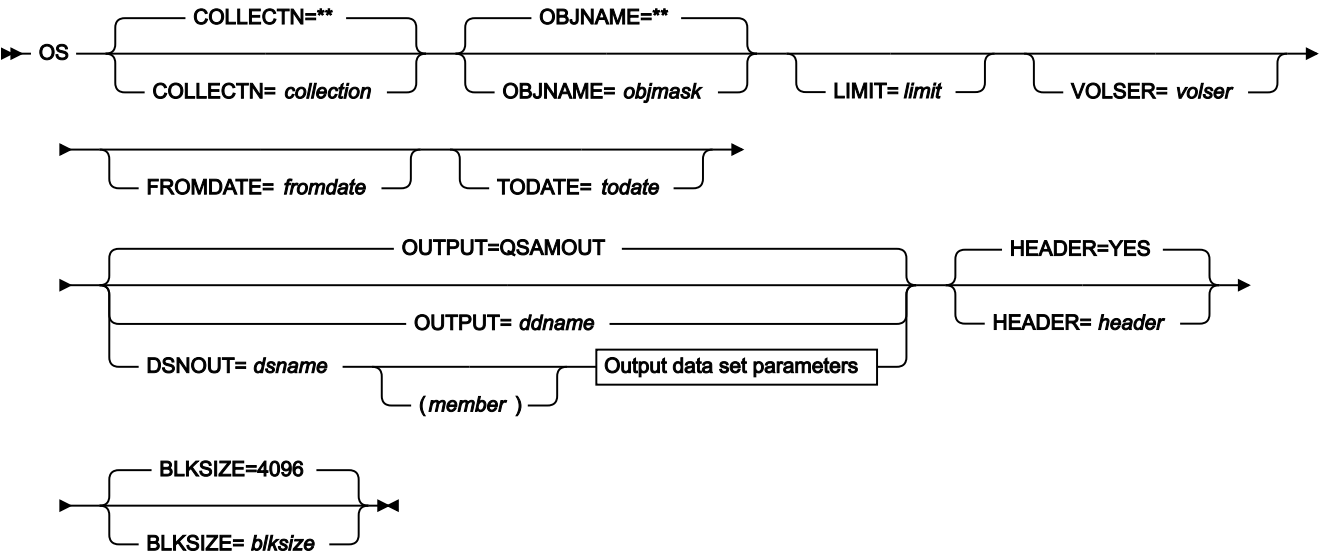 COLLECTN=** OBJNAME=**
OS
COLLECTN= collection OBJNAME= objmask LIMIT= limit VOLSER= volser
FROMDATE= fromdate TODATE= todate
OUTPUT=QSAMOUT HEADER=YES
OUTPUT= ddname HEADER= header
DSNOUT= dsname Output data set parameters
(member )
BLKSIZE=4096
BLKSIZE= blksize